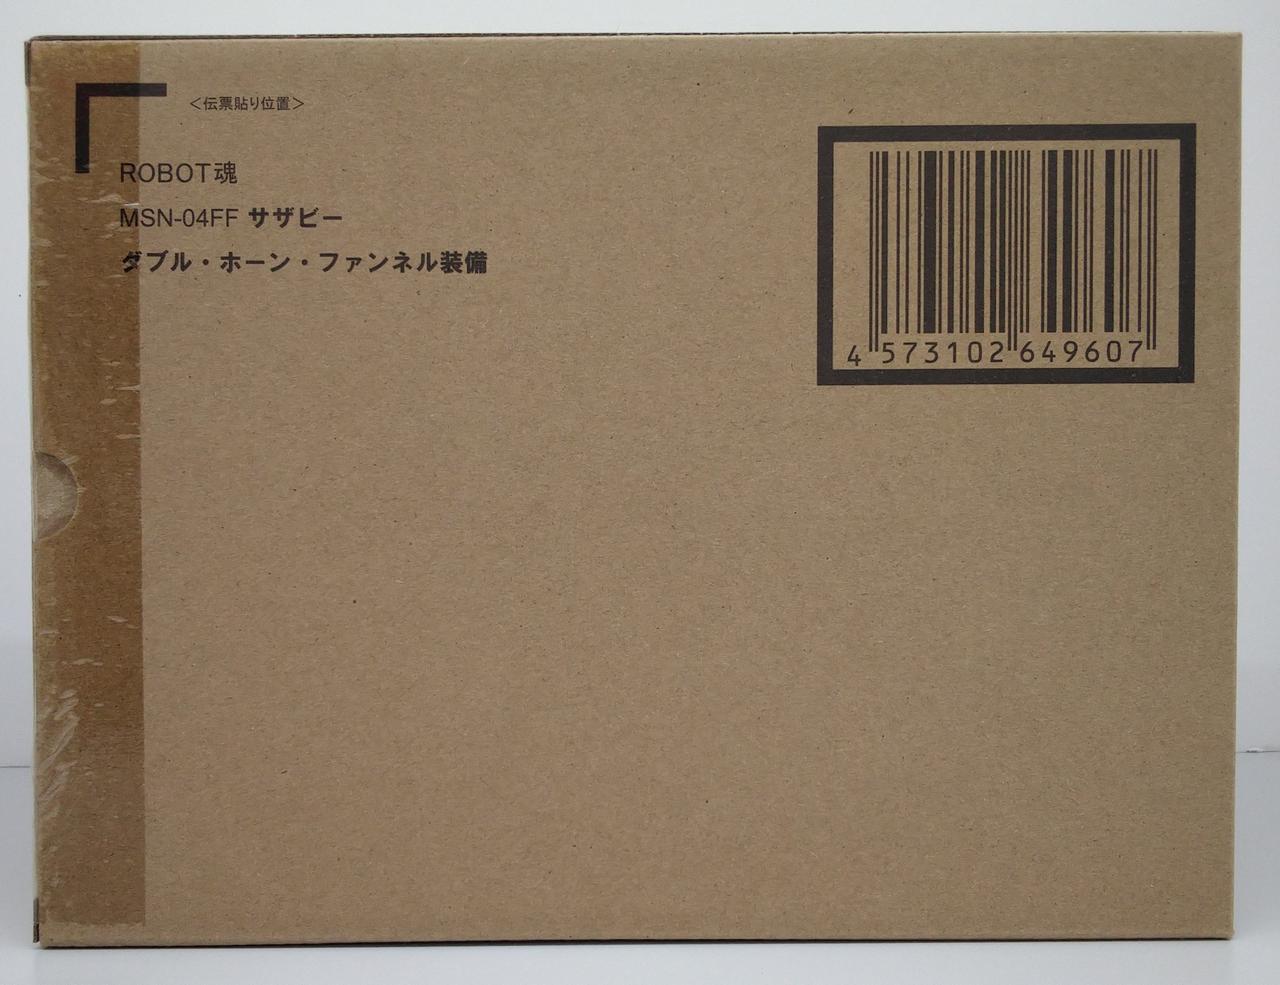 ＜伝票貼り位置＞
ROBOT魂
MSN-04FF サザビー
ダブル・ホーン・ファンネル装備
4 573102 649607